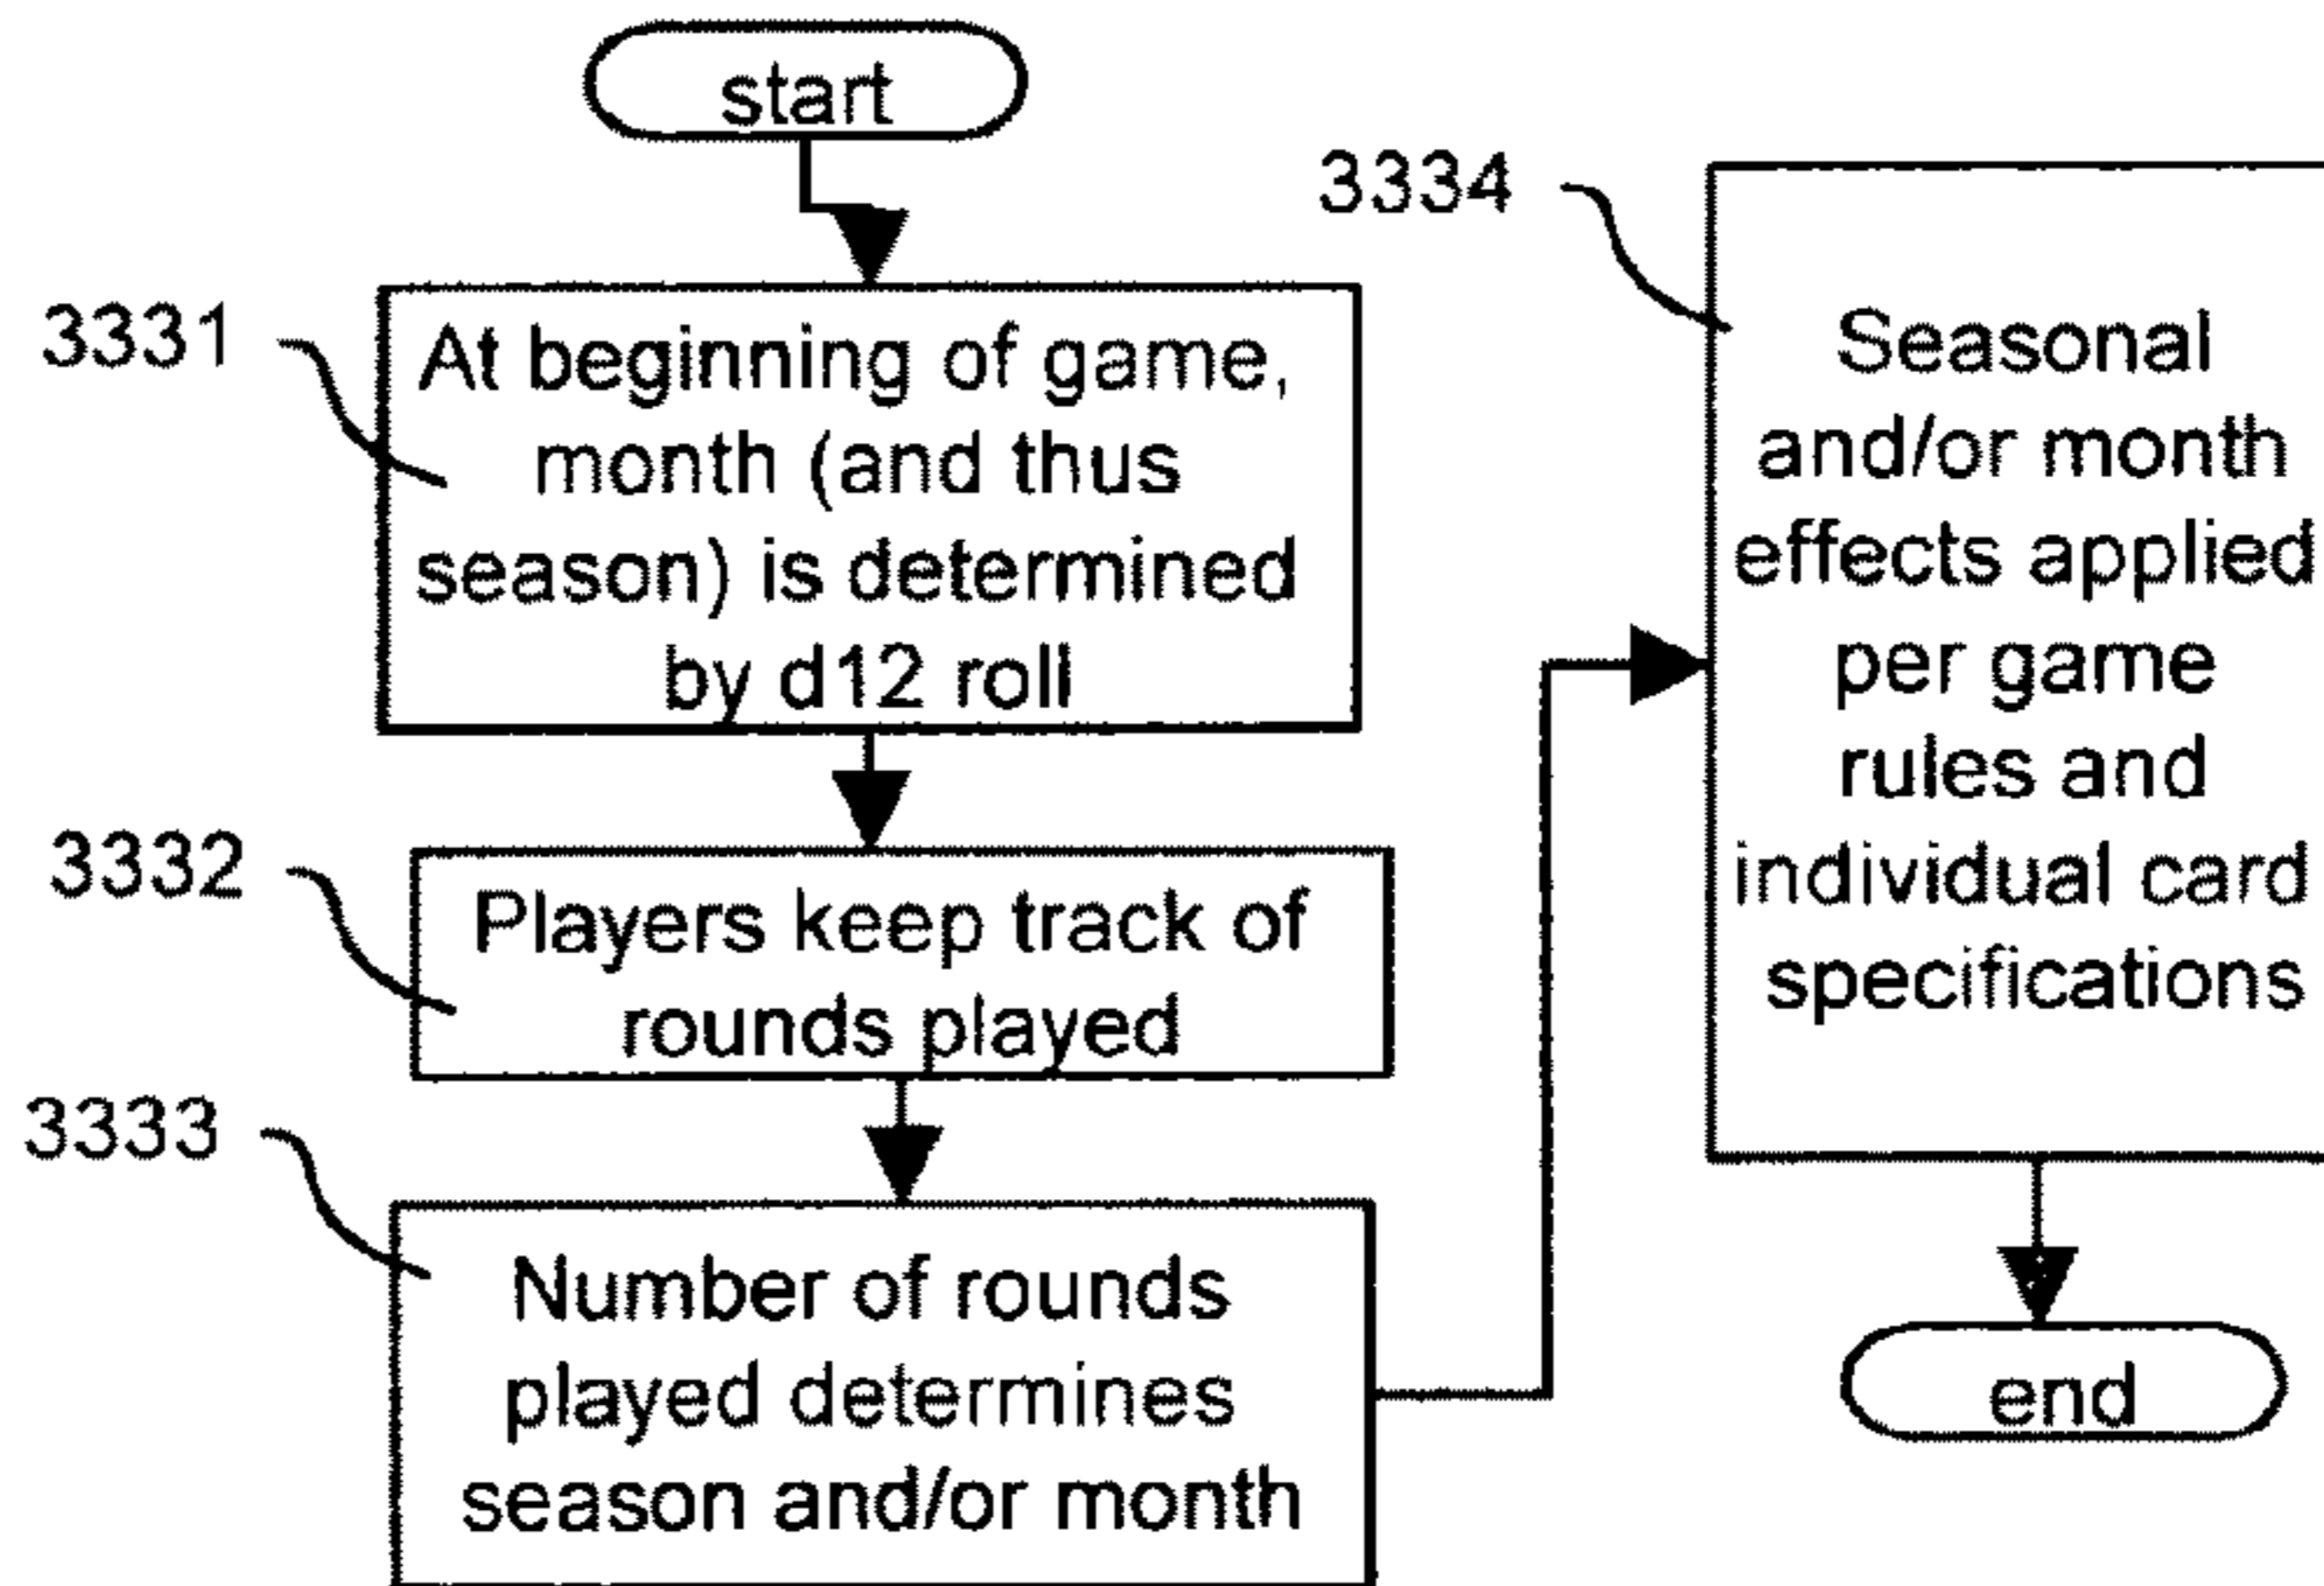 start
3331
At beginning of game,
month (and thus
season) is determined
by d12 roll
3332
Players keep track of
rounds played
3333
Number of rounds
played determines
season and/or month
3334
Seasonal
and/or month
effects applied
per game
rules and
individual card
specifications
end